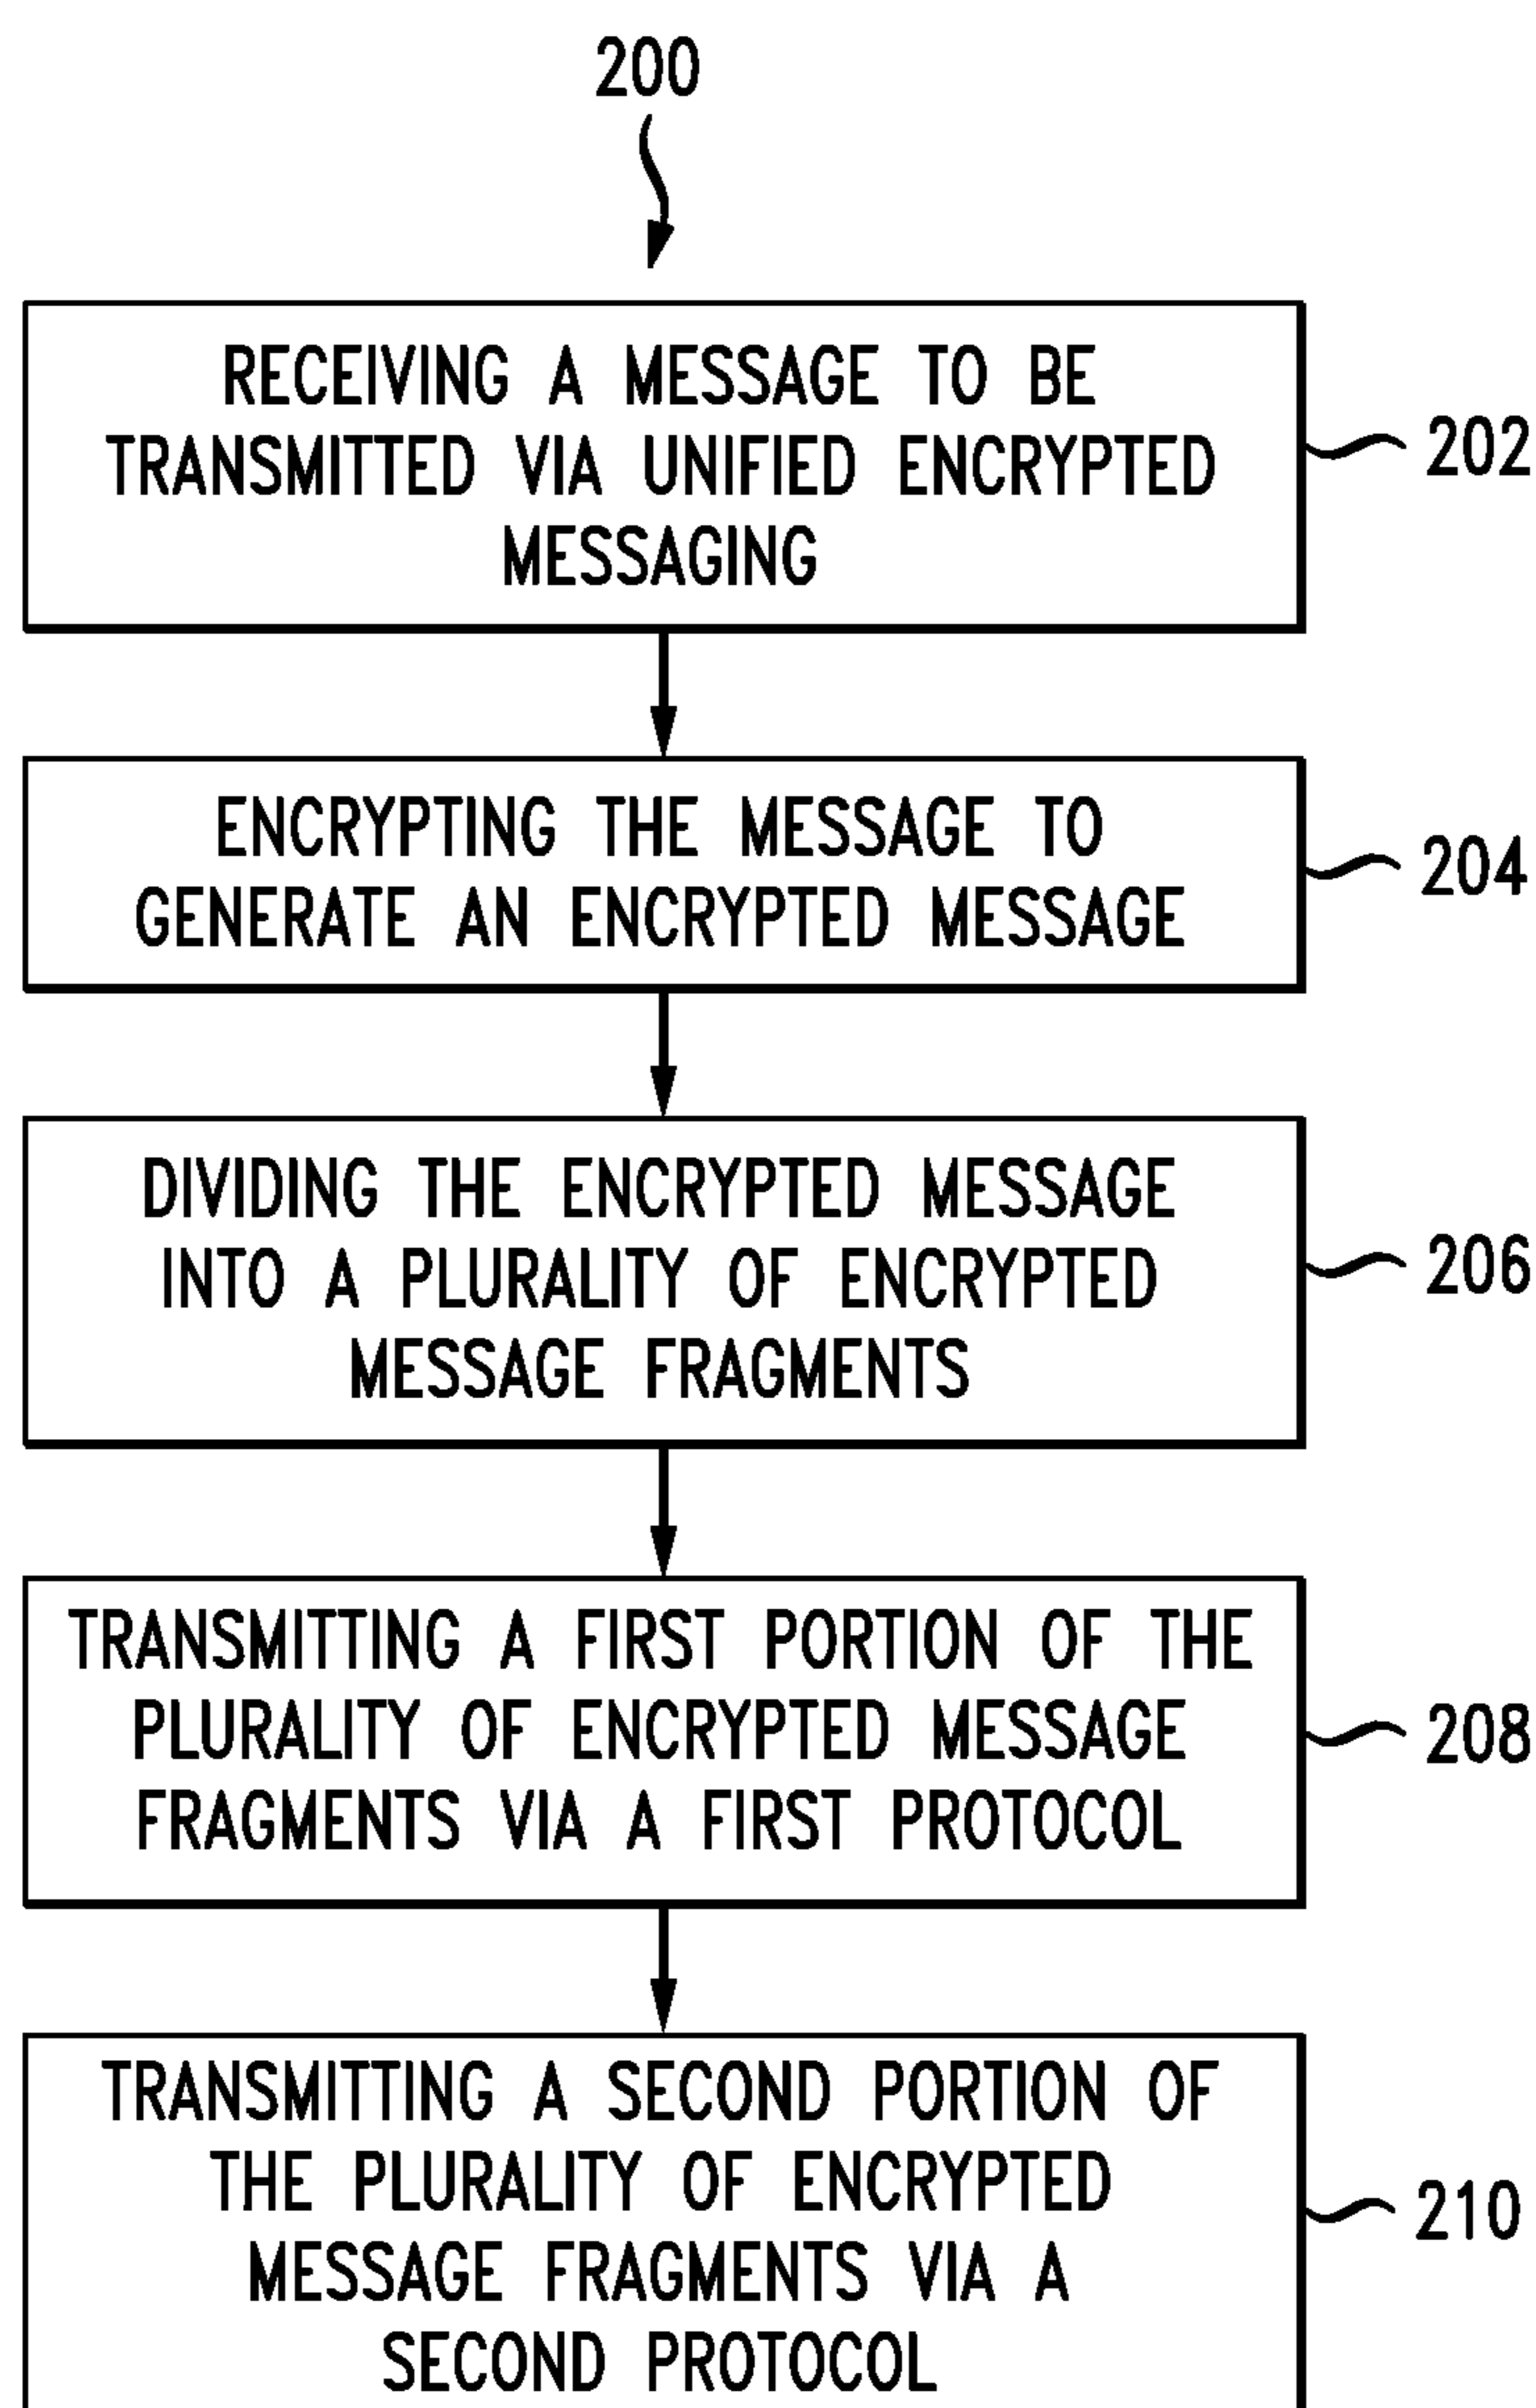 200
RECEIVING A MESSAGE TO BE
TRANSMITTED VIA UNIFIED ENCRYPTED
MESSAGING
202
ENCRYPTING THE MESSAGE TO
GENERATE AN ENCRYPTED MESSAGE
204
DIVIDING THE ENCRYPTED MESSAGE
INTO A PLURALITY OF ENCRYPTED
MESSAGE FRAGMENTS
206
TRANSMITTING A FIRST PORTION OF THE
PLURALITY OF ENCRYPTED MESSAGE
FRAGMENTS VIA A FIRST PROTOCOL
208
TRANSMITTING A SECOND PORTION OF
THE PLURALITY OF ENCRYPTED
MESSAGE FRAGMENTS VIA A
SECOND PROTOCOL
210